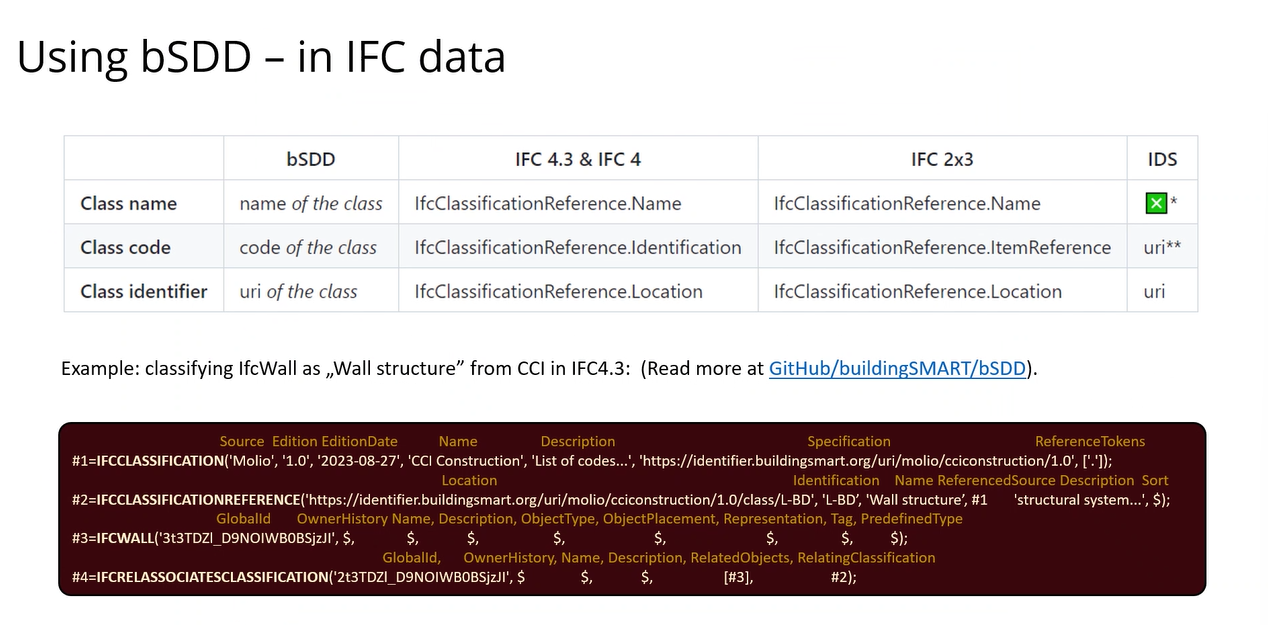 Using bSDD – in IFC data
bSDD IFC 4.3 & IFC 4 IFC 2x3 IDS
Class name name of the class IfcClassificationReference.Name IfcClassificationReference.Name ❎*
Class code code of the class IfcClassificationReference.Identification IfcClassificationReference.ItemReference uri**
Class identifier uri of the class IfcClassificationReference.Location IfcClassificationReference.Location uri
Example: classifying IfcWall as „Wall structure” from CCI in IFC4.3: (Read more at GitHub/buildingSMART/bSDD).
Source Edition EditionDate Name Description Specification ReferenceTokens
#1=IFCCLASSIFICATION('Molio', '1.0', '2023-08-27', 'CCI Construction', 'List of codes...', 'https://identifier.buildingsmart.org/uri/molio/cciconstruction/1.0', ['.']);
Location Identification Name ReferencedSource Description Sort
#2=IFCCLASSIFICATIONREFERENCE('https://identifier.buildingsmart.org/uri/molio/cciconstruction/1.0/class/L-BD', 'L-BD’, 'Wall structure’, #1 'structural system...', $);
GlobalId OwnerHistory Name, Description, ObjectType, ObjectPlacement, Representation, Tag, PredefinedType
#3=IFCWALL('3t3TDZl_D9NOIWB0BSjzJI', $, $, $, $, $, $, $, $);
GlobalId, OwnerHistory, Name, Description, RelatedObjects, RelatingClassification
#4=IFCRELASSOCIATESCLASSIFICATION('2t3TDZl_D9NOIWB0BSjzJI', $ $, $, [#3], #2);